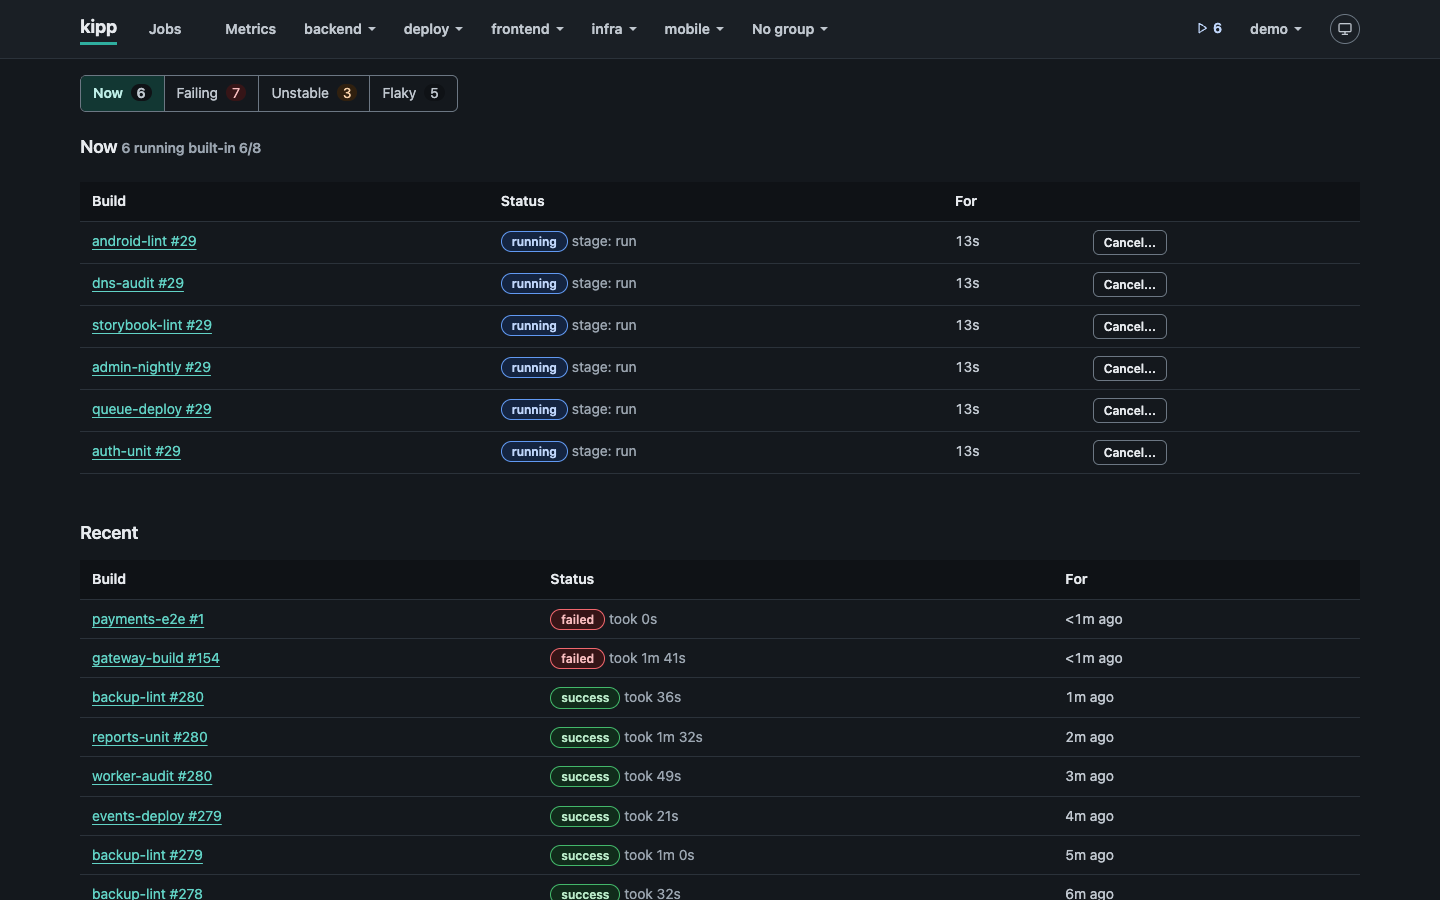 kipp Jobs Metrics backend deploy frontend infra mobile No group 6 demo
Now 6 Failing 7 Unstable 3 Flaky 5
Now 6 running built-in 6/8
Build Status For
android-lint #29 running stage: run 13s Cancel...
dns-audit #29 running stage: run 13s Cancel...
storybook-lint #29 running stage: run 13s Cancel...
admin-nightly #29 running stage: run 13s Cancel...
queue-deploy #29 running stage: run 13s Cancel...
auth-unit #29 running stage: run 13s Cancel...
Recent
Build Status For
payments-e2e #1 failed took 0s <1m ago
gateway-build #154 failed took 1m 41s <1m ago
backup-lint #280 success took 36s 1m ago
reports-unit #280 success took 1m 32s 2m ago
worker-audit #280 success took 49s 3m ago
events-deploy #279 success took 21s 4m ago
backup-lint #279 success took 1m 0s 5m ago
backup-lint #278 success took 32s 6m ago